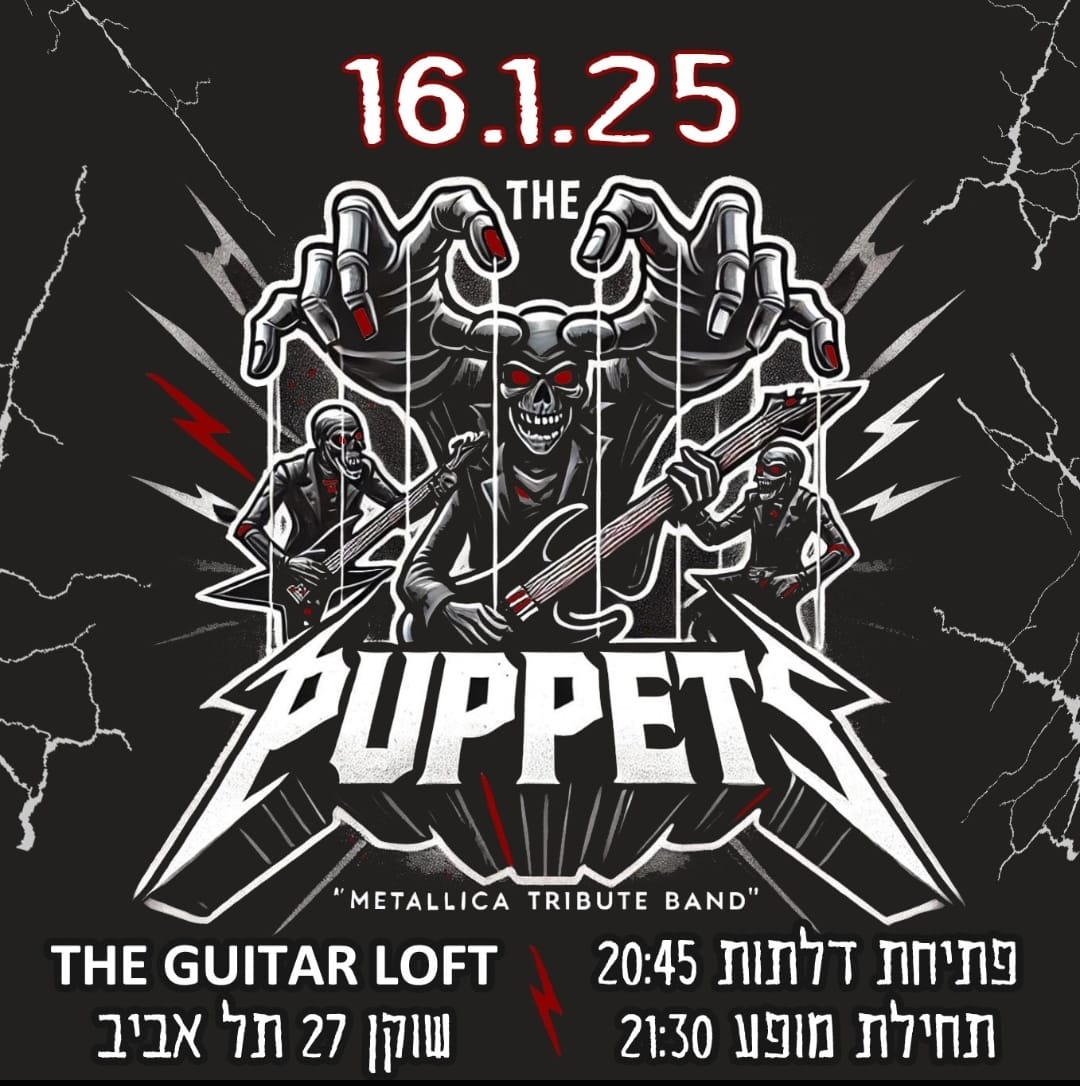 16.1.25
THE
PUPPETS
"METALLICA TRIBUTE BAND"
THE GUITAR LOFT
שוקן 27 תל אביב
פתיחת דלתות 20:45
תחילת מופע 21:30